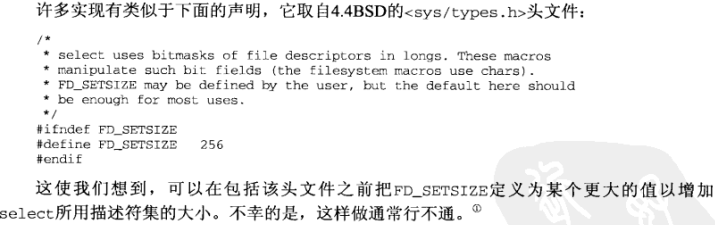 许多实现有类似于下面的声明，它取自4.4BSD的<sys/types.h>头文件：
/*
 * select uses bitmasks of file descriptors in longs. These macros
 * manipulate such bit fields (the filesystem macros use chars).
 * FD_SETSIZE may be defined by the user, but the default here should
 * be enough for most uses.
 */
#ifndef FD_SETSIZE
#define FD_SETSIZE   256
#endif
这使我们想到，可以在包括该头文件之前把FD_SETSIZE定义为某个更大的值以增加
select所用描述符集的大小。不幸的是，这样做通常行不通。①